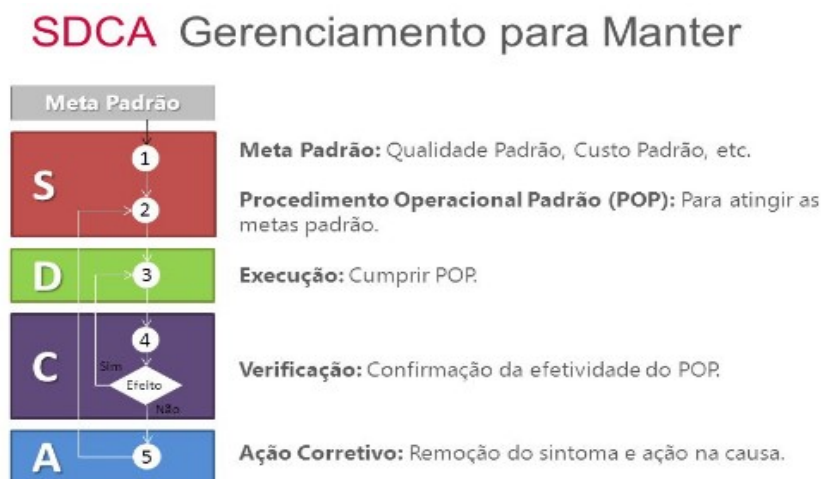 SDCA Gerenciamento para Manter
Meta Padrão
S
1
Meta Padrão: Qualidade Padrão, Custo Padrão, etc.
2
Procedimento Operacional Padrão (POP): Para atingir as
metas padrão.
D
3
Execução: Cumprir POP.
C
4
Sim
Efeito
Não
Verificação: Confirmação da efetividade do POP.
A
5
Ação Corretivo: Remoção do sintoma e ação na causa.